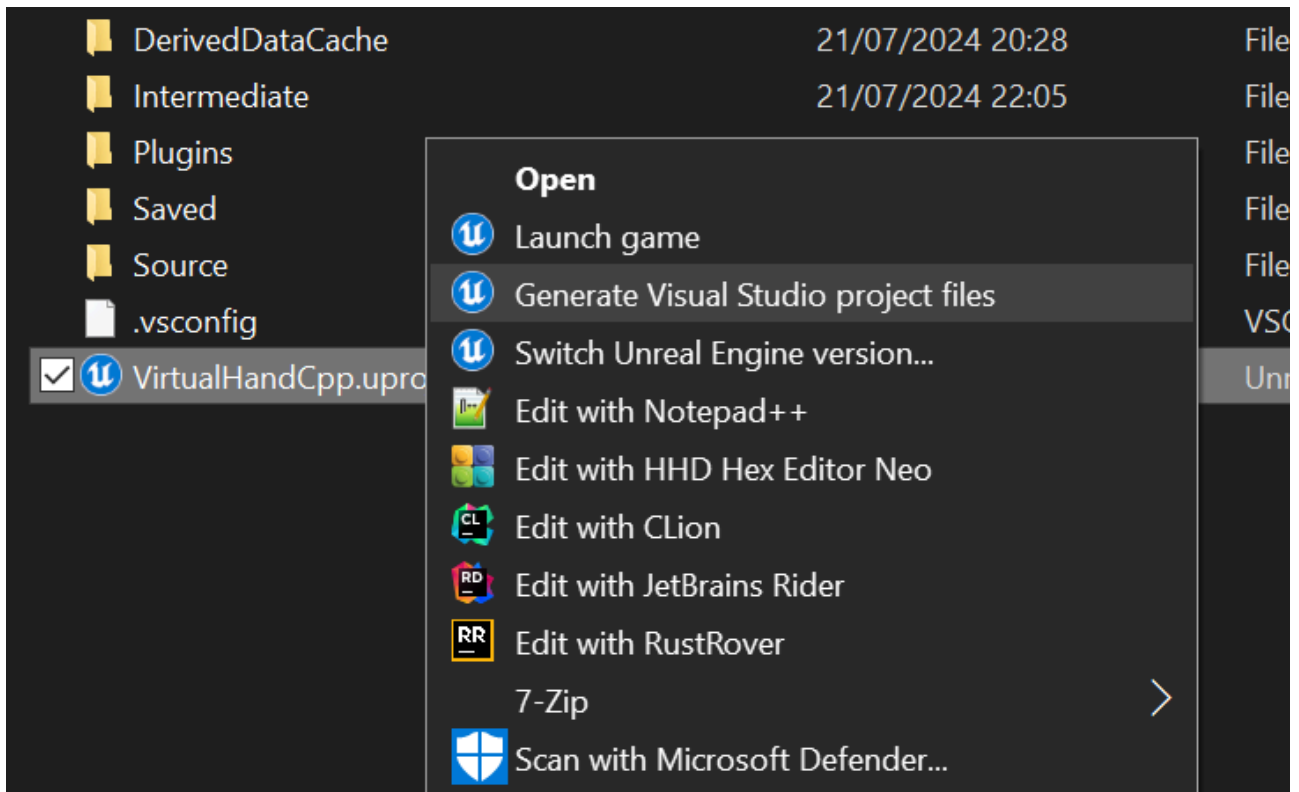 DerivedDataCache 21/07/2024 20:28 File
Intermediate 21/07/2024 22:05 File
Plugins File
Saved File
Source File
.vsconfig VSC
VirtualHandCpp.upro Unr
Open
Launch game
Generate Visual Studio project files
Switch Unreal Engine version...
Edit with Notepad++
Edit with HHD Hex Editor Neo
CL
Edit with CLion
RD
Edit with JetBrains Rider
RR
Edit with RustRover
7-Zip
Scan with Microsoft Defender...